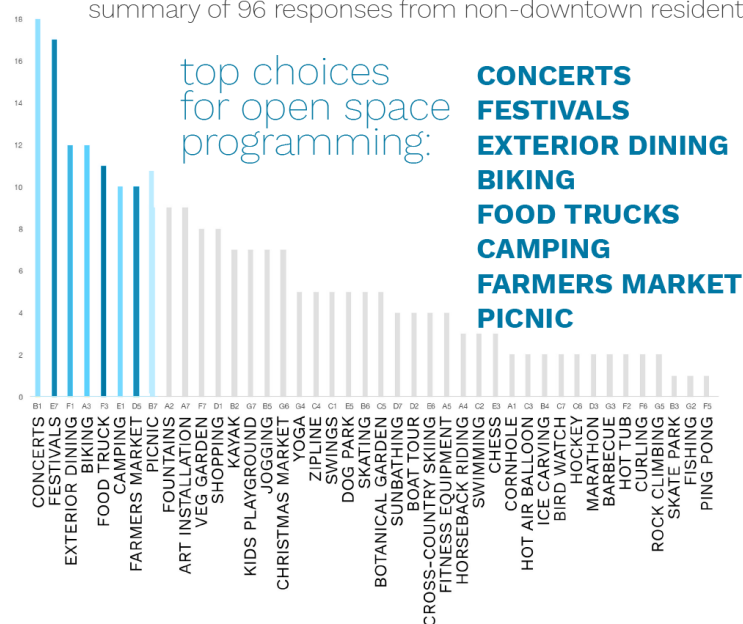 summary of 96 responses from non-downtown resident
top choices
for open space
programming:
CONCERTS
FESTIVALS
EXTERIOR DINING
BIKING
FOOD TRUCKS
CAMPING
FARMERS MARKET
PICNIC
18
16
14
12
10
8
6
4
2
0
B1 E7 F1 A3 F3 E1 D5 B7 A2 A7 F7 D1 B2 G7 B5 G6 G4 C4 C1 E5 B6 C5 D7 D2 E6 A5 A4 C2 E3 A1 C3 B4 C7 C6 D3 G3 F2 F6 G5 B3 G2 F5
CONCERTS
FESTIVALS
EXTERIOR DINING
BIKING
FOOD TRUCK
CAMPING
FARMERS MARKET
PICNIC
FOUNTAINS
ART INSTALLATION
VEG GARDEN
SHOPPING
KAYAK
KIDS PLAYGROUND
JOGGING
CHRISTMAS MARKET
YOGA
ZIPLINE
SWINGS
DOG PARK
SKATING
BOTANICAL GARDEN
SUNBATHING
BOAT TOUR
CROSS-COUNTRY SKIING
FITNESS EQUIPMENT
HORSEBACK RIDING
SWIMMING
CHESS
CORNHOLE
HOT AIR BALLOON
ICE CARVING
BIRD WATCH
HOCKEY
MARATHON
BARBECUE
HOT TUB
CURLING
ROCK CLIMBING
SKATE PARK
FISHING
PING PONG